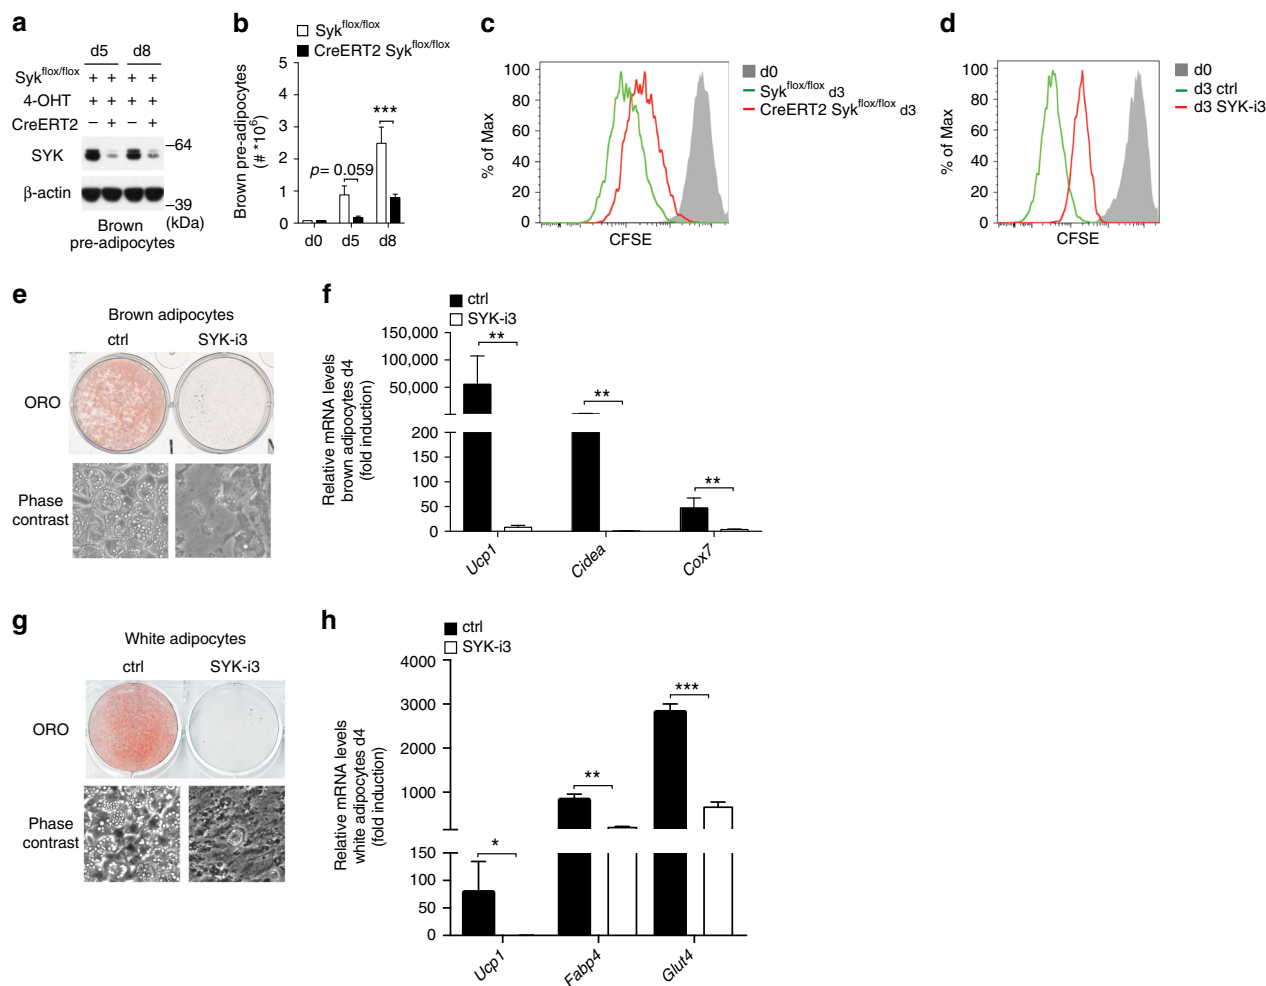 a
d5 d8
Syk^flox/flox + + + +
4-OHT + + + +
CreERT2 – + – +
SYK
–64
β-actin
–39
(kDa)
Brown
pre-adipocytes
b
Syk^flox/flox
CreERT2 Syk^flox/flox
Brown pre-adipocytes
(# *10^6)
5
4
3
2
1
0
p= 0.059
***
d0 d5 d8
c
% of Max
100
80
60
40
20
0
CFSE
d0
Syk^flox/flox d3
CreERT2 Syk^flox/flox d3
d
% of Max
100
80
60
40
20
0
CFSE
d0
d3 ctrl
d3 SYK-i3
e
Brown adipocytes
ctrl SYK-i3
ORO
Phase
contrast
f
ctrl
SYK-i3
Relative mRNA levels
brown adipocytes d4
(fold induction)
150,000
100,000
50,000
200
150
100
50
0
**
**
**
Ucp1 Cidea Cox7
g
White adipocytes
ctrl SYK-i3
ORO
Phase
contrast
h
ctrl
SYK-i3
Relative mRNA levels
white adipocytes d4
(fold induction)
4000
3000
2000
1000
150
100
50
0
*
**
***
Ucp1 Fabp4 Glut4